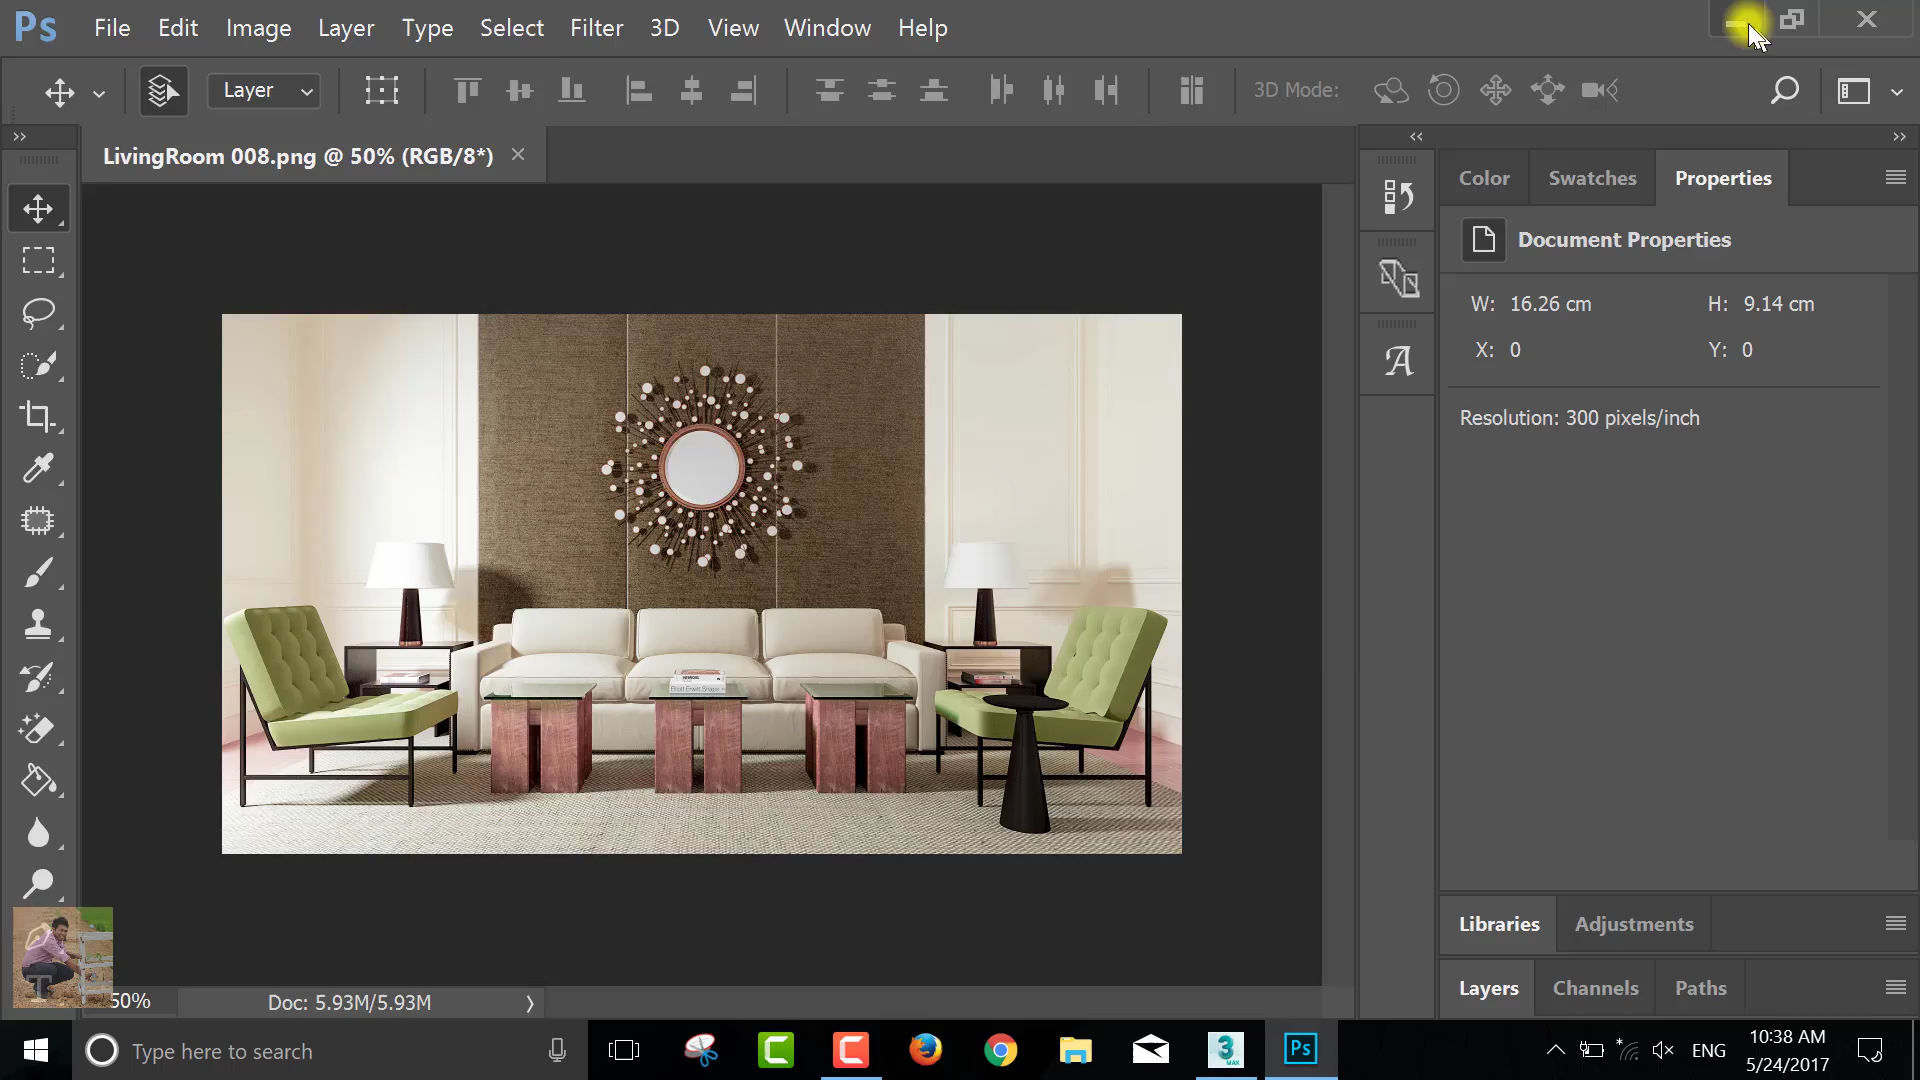 Ps File Edit Image Layer Type Select Filter 3D View Window Help
Layer 3D Mode:
LivingRoom 008.png @ 50% (RGB/8*)
Color Swatches Properties
Document Properties
W: 16.26 cm H: 9.14 cm
X: 0 Y: 0
Resolution: 300 pixels/inch
Libraries Adjustments
Layers Channels Paths
50% Doc: 5.93M/5.93M
Type here to search
3 MAX
Ps
ENG
10:38 AM
5/24/2017